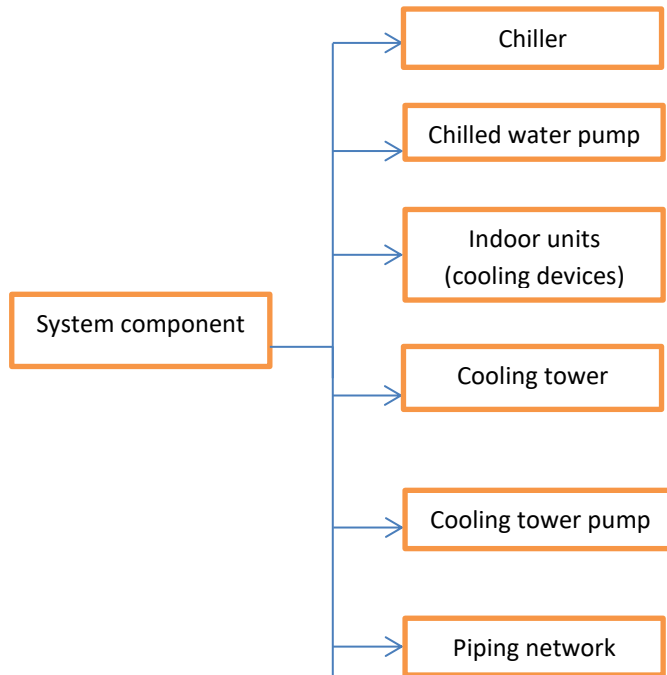 Chiller
Chilled water pump
Indoor units
(cooling devices)
System component
Cooling tower
Cooling tower pump
Piping network